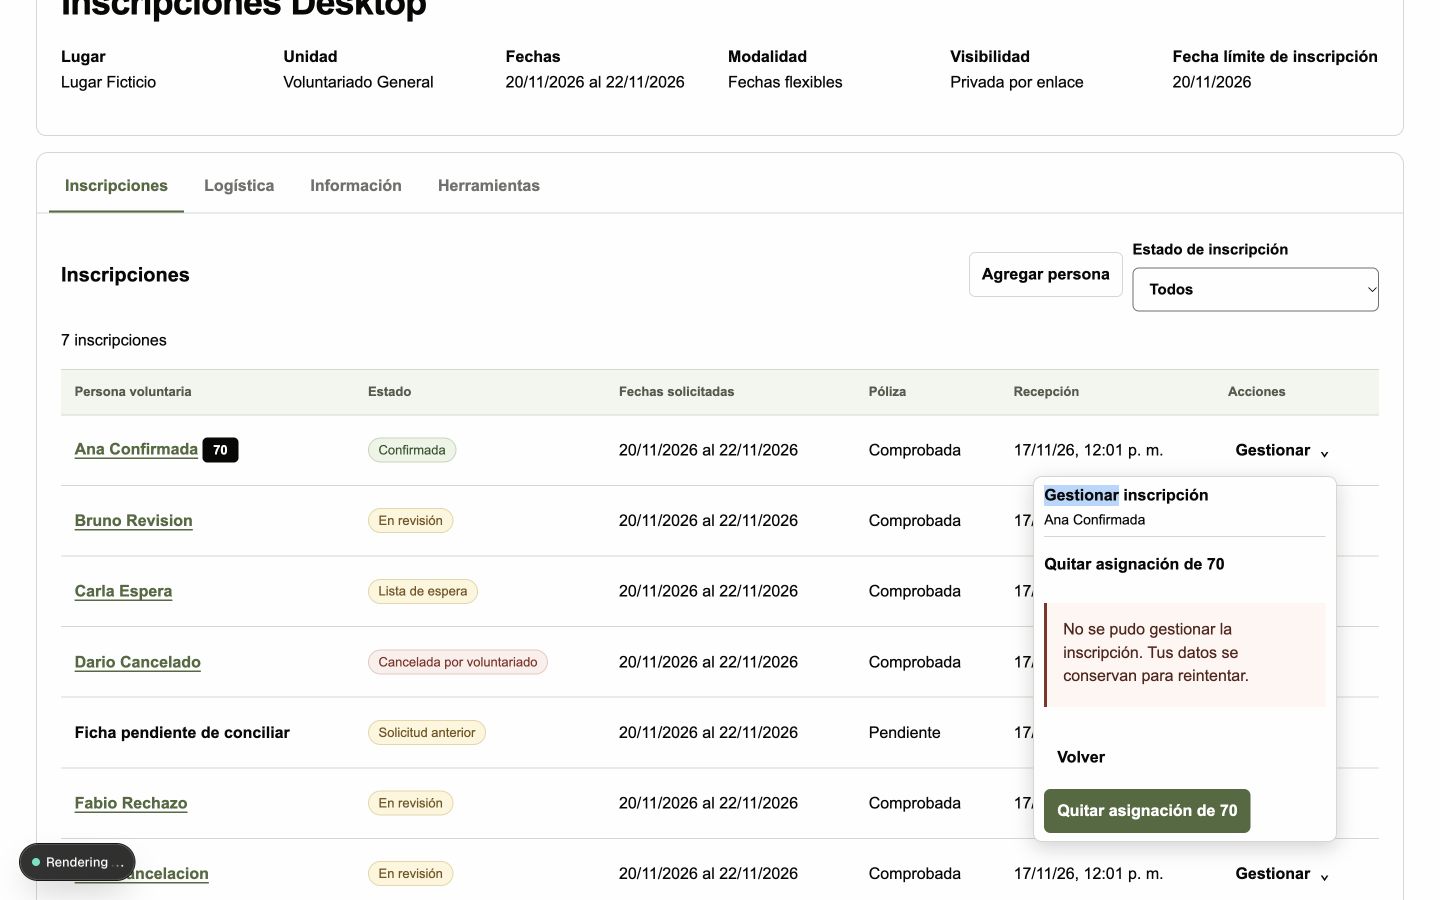 Inscripciones Desktop
Lugar
Lugar Ficticio
Unidad
Voluntariado General
Fechas
20/11/2026 al 22/11/2026
Modalidad
Fechas flexibles
Visibilidad
Privada por enlace
Fecha límite de inscripción
20/11/2026
Inscripciones Logística Información Herramientas
Inscripciones
Agregar persona
Estado de inscripción
Todos
7 inscripciones
Persona voluntaria Estado Fechas solicitadas Póliza Recepción Acciones
Ana Confirmada 70 Confirmada 20/11/2026 al 22/11/2026 Comprobada 17/11/26, 12:01 p. m. Gestionar
Bruno Revision En revisión 20/11/2026 al 22/11/2026 Comprobada 17/
Carla Espera Lista de espera 20/11/2026 al 22/11/2026 Comprobada 17/
Dario Cancelado Cancelada por voluntariado 20/11/2026 al 22/11/2026 Comprobada 17/
Ficha pendiente de conciliar Solicitud anterior 20/11/2026 al 22/11/2026 Pendiente 17/
Fabio Rechazo En revisión 20/11/2026 al 22/11/2026 Comprobada 17/
ancelacion En revisión 20/11/2026 al 22/11/2026 Comprobada 17/11/26, 12:01 p. m. Gestionar
Gestionar inscripción
Ana Confirmada
Quitar asignación de 70
No se pudo gestionar la
inscripción. Tus datos se
conservan para reintentar.
Volver
Quitar asignación de 70
Rendering ...